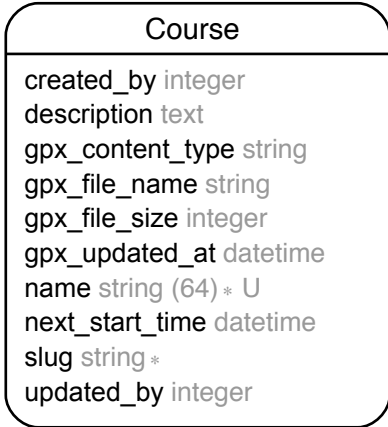 Course
created_by integer
description text
gpx_content_type string
gpx_file_name string
gpx_file_size integer
gpx_updated_at datetime
name string (64) ∗ U
next_start_time datetime
slug string ∗
updated_by integer